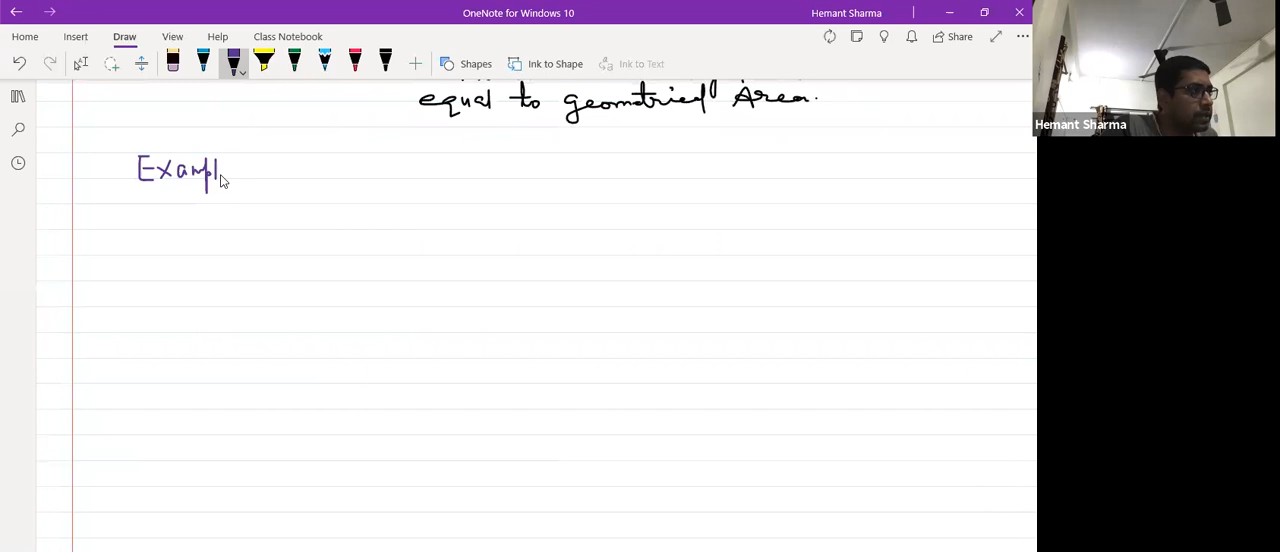 OneNote for Windows 10
Hemant Sharma
Home Insert Draw View Help Class Notebook
Share
Shapes Ink to Shape Ink to Text
equal to geometrical Area.
Exampl
Hemant Sharma